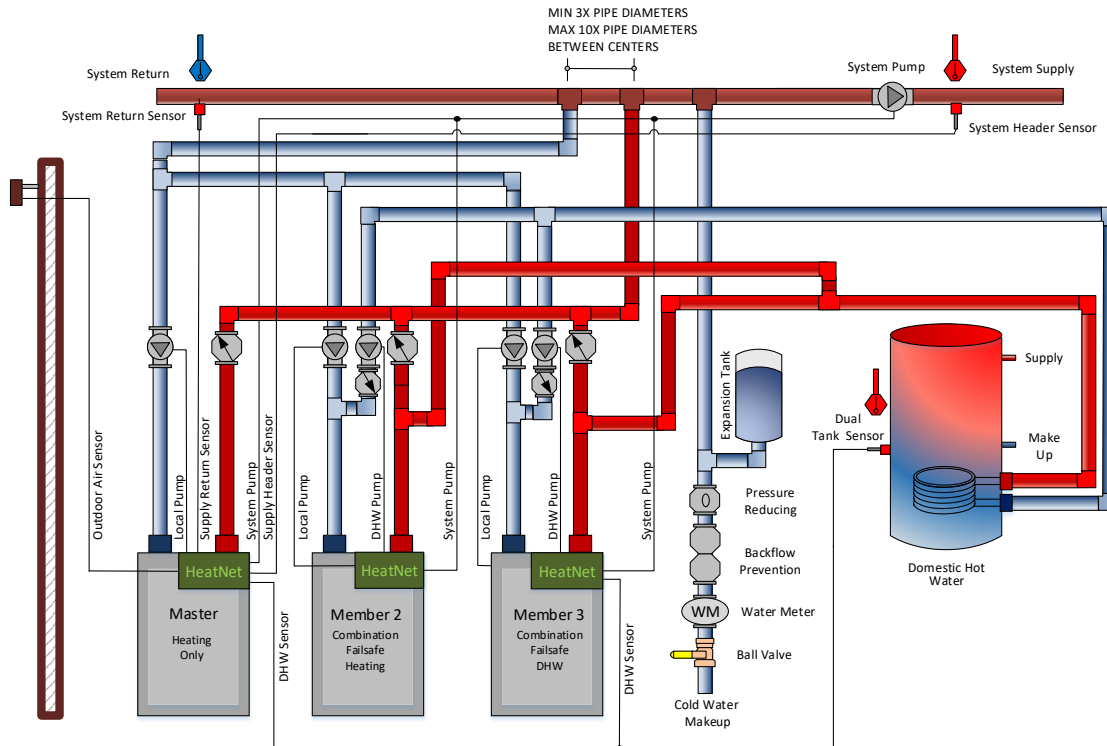 MIN 3X PIPE DIAMETERS
MAX 10X PIPE DIAMETERS
BETWEEN CENTERS
System Return
System Pump
System Supply
System Return Sensor
System Header Sensor
Outdoor Air Sensor
Local Pump
Supply Return Sensor
System Pump
Supply Header Sensor
Local Pump
DHW Pump
System Pump
Local Pump
DHW Pump
System Pump
Expansion Tank
Supply
Dual
Tank Sensor
Make
Up
Pressure
Reducing
Backflow
Prevention
Domestic Hot
Water
HeatNet
HeatNet
HeatNet
Master
Heating
Only
Member 2
Combination
Failsafe
Heating
Member 3
Combination
Failsafe
DHW
DHW Sensor
DHW Sensor
WM
Water Meter
Ball Valve
Cold Water
Makeup